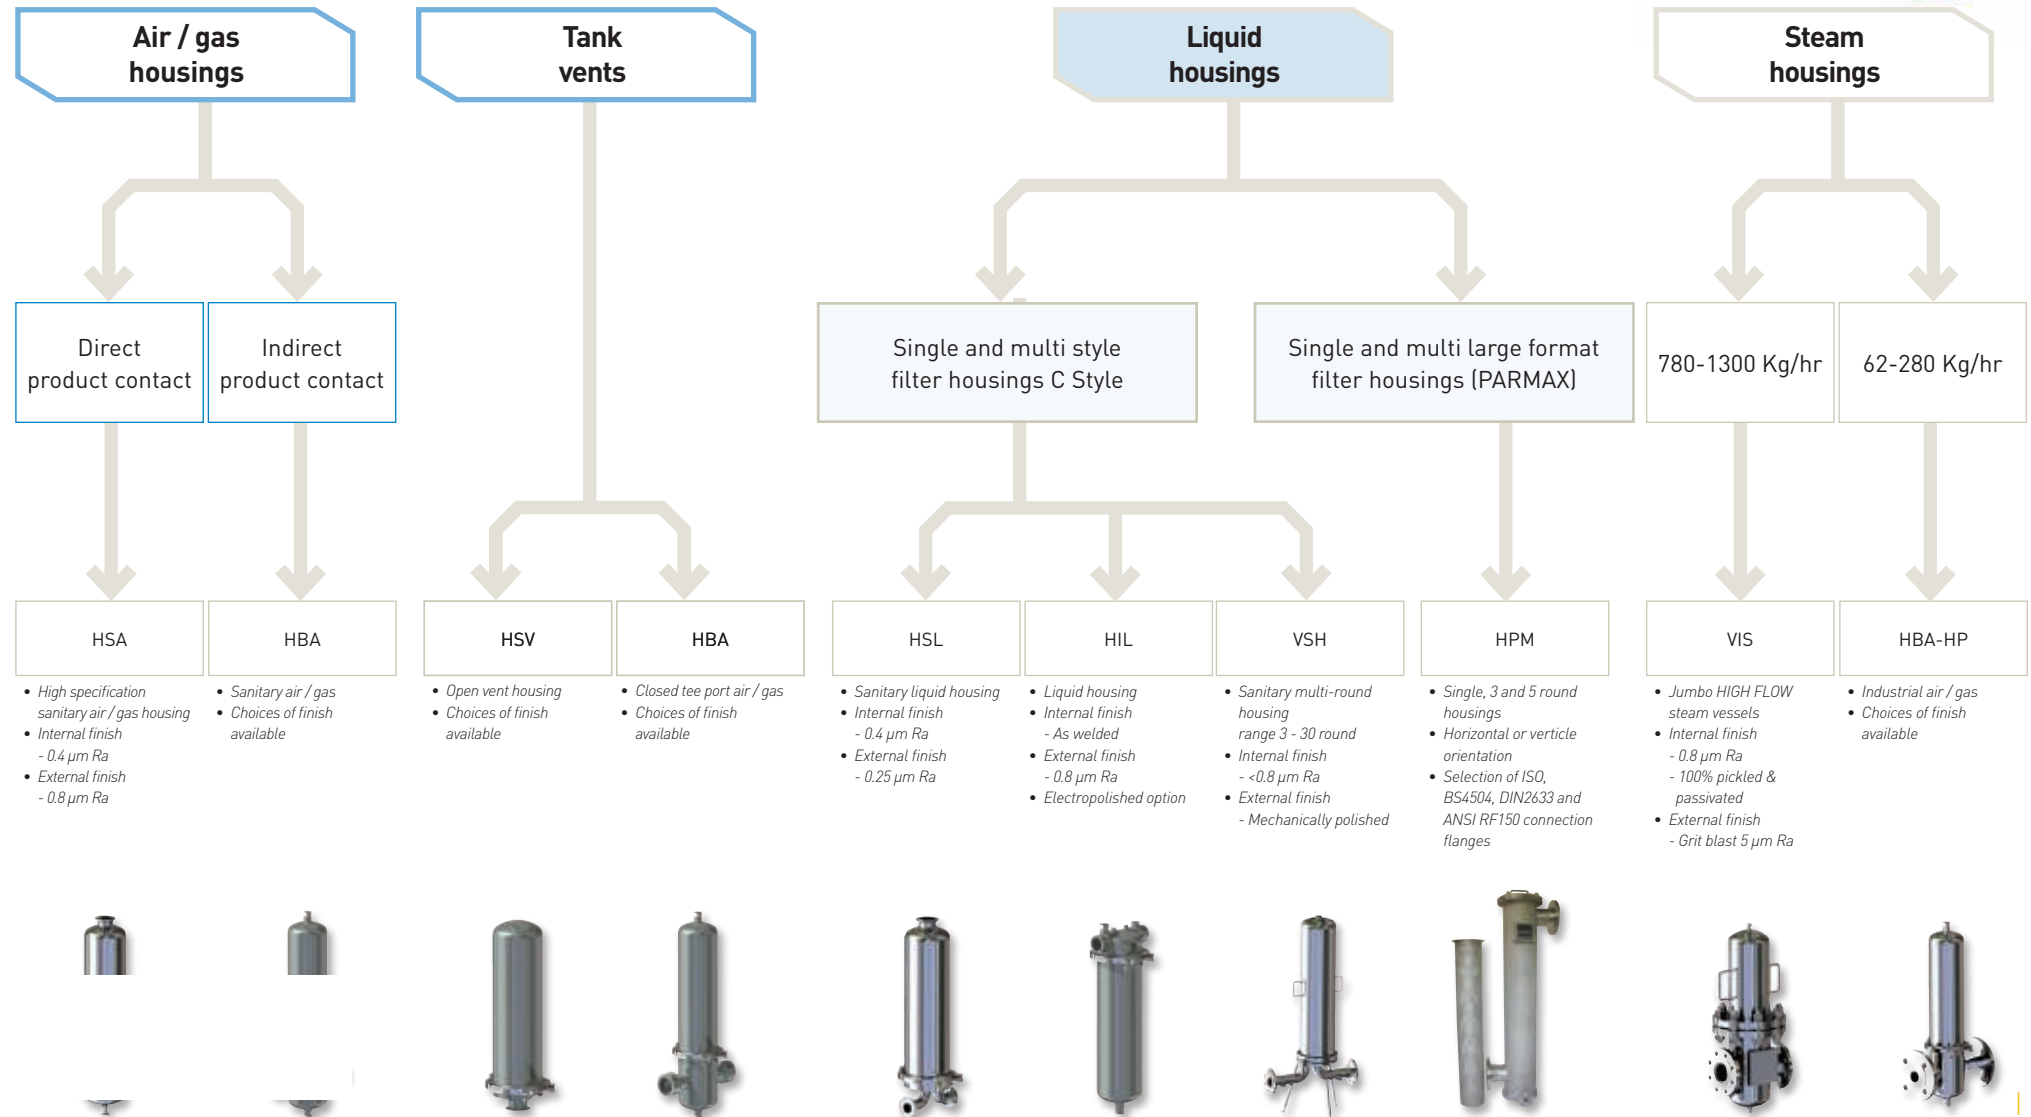 Air / gas
housings
Tank
vents
Liquid
housings
Steam
housings
Direct
product contact
Indirect
product contact
Single and multi style
filter housings C Style
Single and multi large format
filter housings (PARMAX)
780-1300 Kg/hr
62-280 Kg/hr
HSA
• High specification
sanitary air / gas housing
• Internal finish
- 0.4 µm Ra
• External finish
- 0.8 µm Ra
HBA
• Sanitary air / gas
• Choices of finish
available
HSV
• Open vent housing
• Choices of finish
available
HBA
• Closed tee port air / gas
• Choices of finish
available
HSL
• Sanitary liquid housing
• Internal finish
- 0.4 µm Ra
• External finish
- 0.25 µm Ra
HIL
• Liquid housing
• Internal finish
- As welded
• External finish
- 0.8 µm Ra
• Electropolished option
VSH
• Sanitary multi-round
housing
range 3 - 30 round
• Internal finish
- <0.8 µm Ra
• External finish
- Mechanically polished
HPM
• Single, 3 and 5 round
housings
• Horizontal or verticle
orientation
• Selection of ISO,
BS4504, DIN2633 and
ANSI RF150 connection
flanges
VIS
• Jumbo HIGH FLOW
steam vessels
• Internal finish
- 0.8 µm Ra
- 100% pickled &
passivated
• External finish
- Grit blast 5 µm Ra
HBA-HP
• Industrial air / gas
• Choices of finish
available